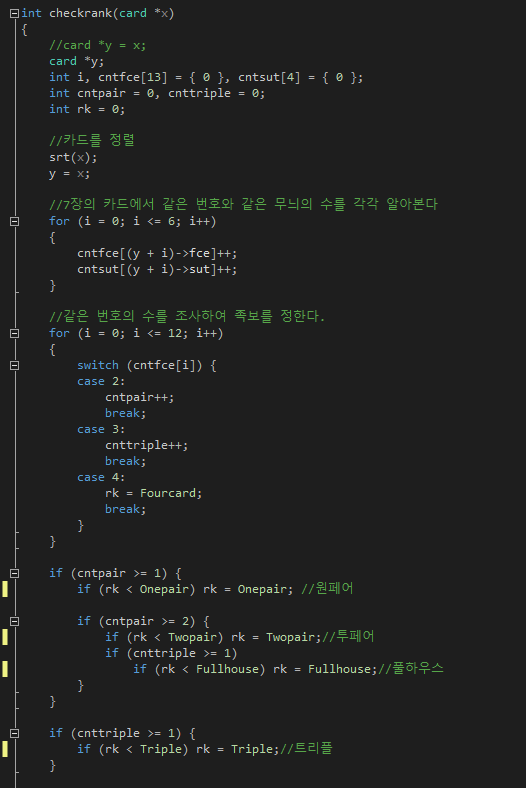 int checkrank(card *x)
{
    //card *y = x;
    card *y;
    int i, cntfce[13] = { 0 }, cntsut[4] = { 0 };
    int cntpair = 0, cnttriple = 0;
    int rk = 0;
    //카드를 정렬
    srt(x);
    y = x;
    //7장의 카드에서 같은 번호와 같은 무늬의 수를 각각 알아본다
    for (i = 0; i <= 6; i++)
    {
        cntfce[(y + i)->fce]++;
        cntsut[(y + i)->sut]++;
    }
    //같은 번호의 수를 조사하여 족보를 정한다.
    for (i = 0; i <= 12; i++)
    {
        switch (cntfce[i]) {
        case 2:
            cntpair++;
            break;
        case 3:
            cnttriple++;
            break;
        case 4:
            rk = Fourcard;
            break;
        }
    }
    if (cntpair >= 1) {
        if (rk < Onepair) rk = Onepair; //원페어
        if (cntpair >= 2) {
            if (rk < Twopair) rk = Twopair;//투페어
            if (cnttriple >= 1)
                if (rk < Fullhouse) rk = Fullhouse;//풀하우스
        }
    }
    if (cnttriple >= 1) {
        if (rk < Triple) rk = Triple;//트리플
    }